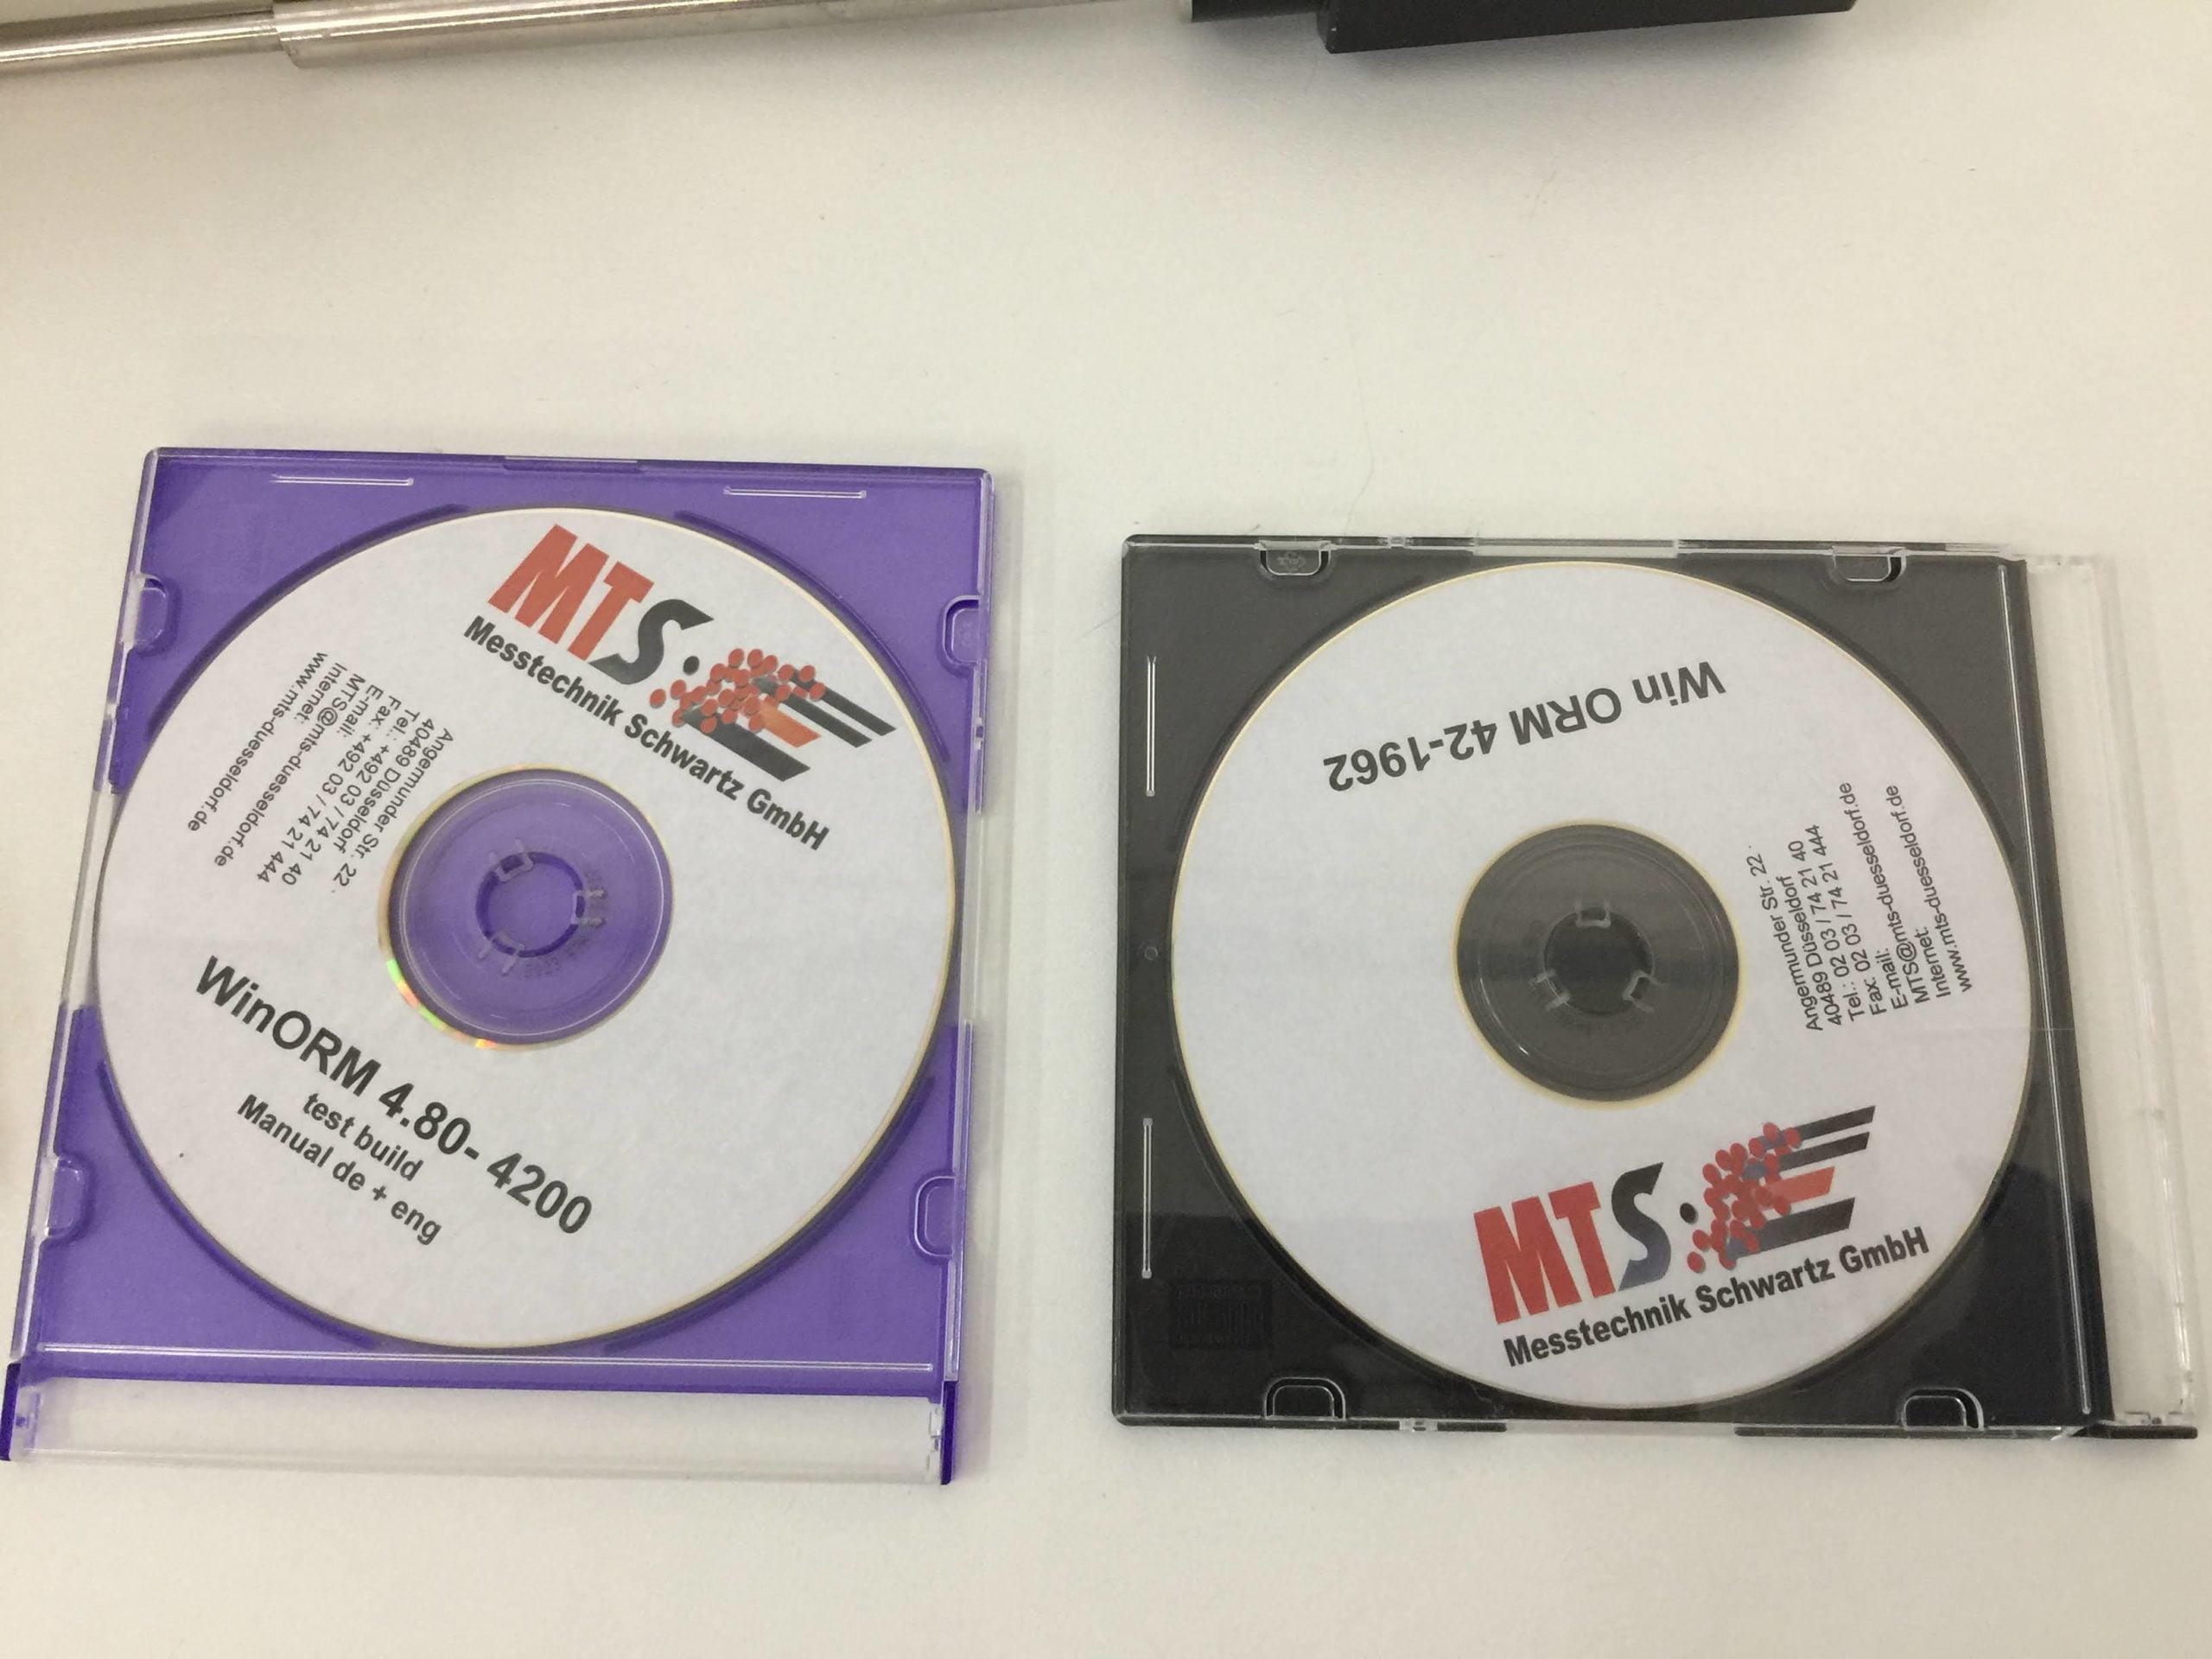 MTS
Messtechnik Schwartz GmbH
Angermunder Str. 22
40489 Düsseldorf
Tel.: +492 03 / 74 21 40
Fax: +492 03 / 74 21 444
E-mail:
MTS@mts-duesseldorf.de
Internet:
www.mts-duesseldorf.de
WinORM 4.80- 4200
test build
Manual de + eng
Win ORM 42-1962
Angermunder Str. 22
40489 Düsseldorf
Tel.: 02 03 / 74 21 40
Fax: 02 03 / 74 21 444
E-mail:
MTS@mts-duesseldorf.de
Internet:
www.mts-duesseldorf.de
MTS
Messtechnik Schwartz GmbH